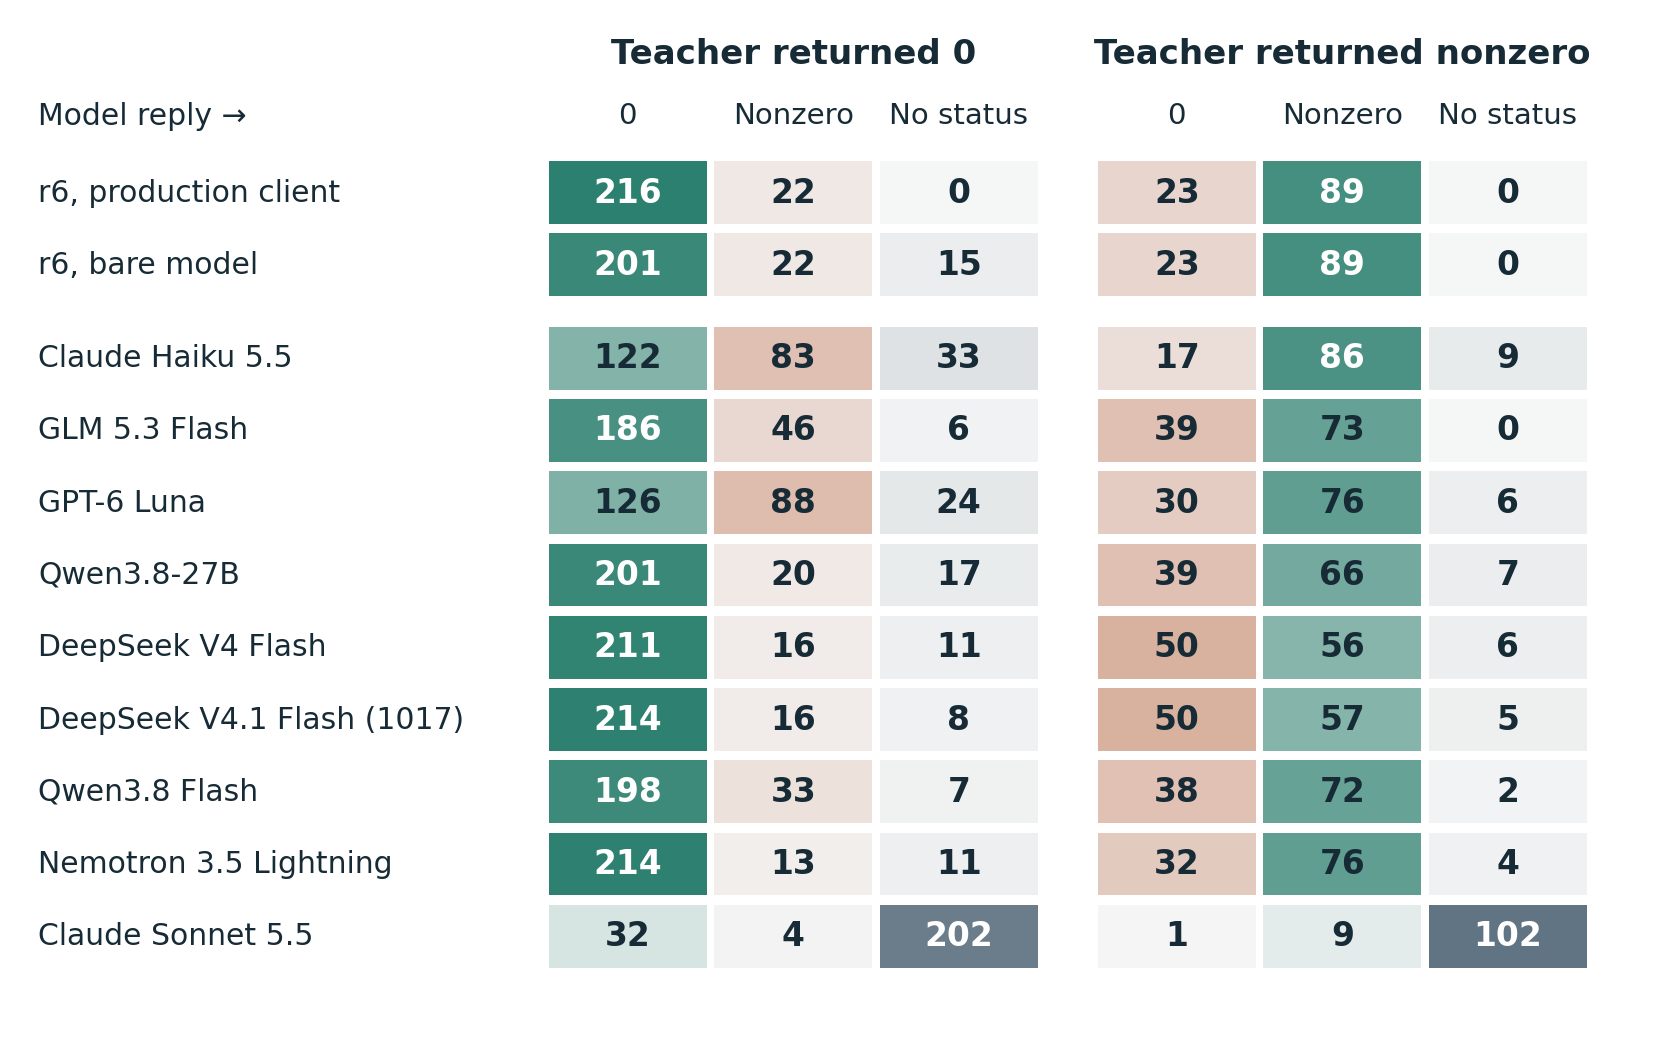 Teacher returned 0 Teacher returned nonzero
Model reply → 0 Nonzero No status 0 Nonzero No status
r6, production client 216 22 0 23 89 0
r6, bare model 201 22 15 23 89 0
Claude Haiku 5.5 122 83 33 17 86 9
GLM 5.3 Flash 186 46 6 39 73 0
GPT-6 Luna 126 88 24 30 76 6
Qwen3.8-27B 201 20 17 39 66 7
DeepSeek V4 Flash 211 16 11 50 56 6
DeepSeek V4.1 Flash (1017) 214 16 8 50 57 5
Qwen3.8 Flash 198 33 7 38 72 2
Nemotron 3.5 Lightning 214 13 11 32 76 4
Claude Sonnet 5.5 32 4 202 1 9 102